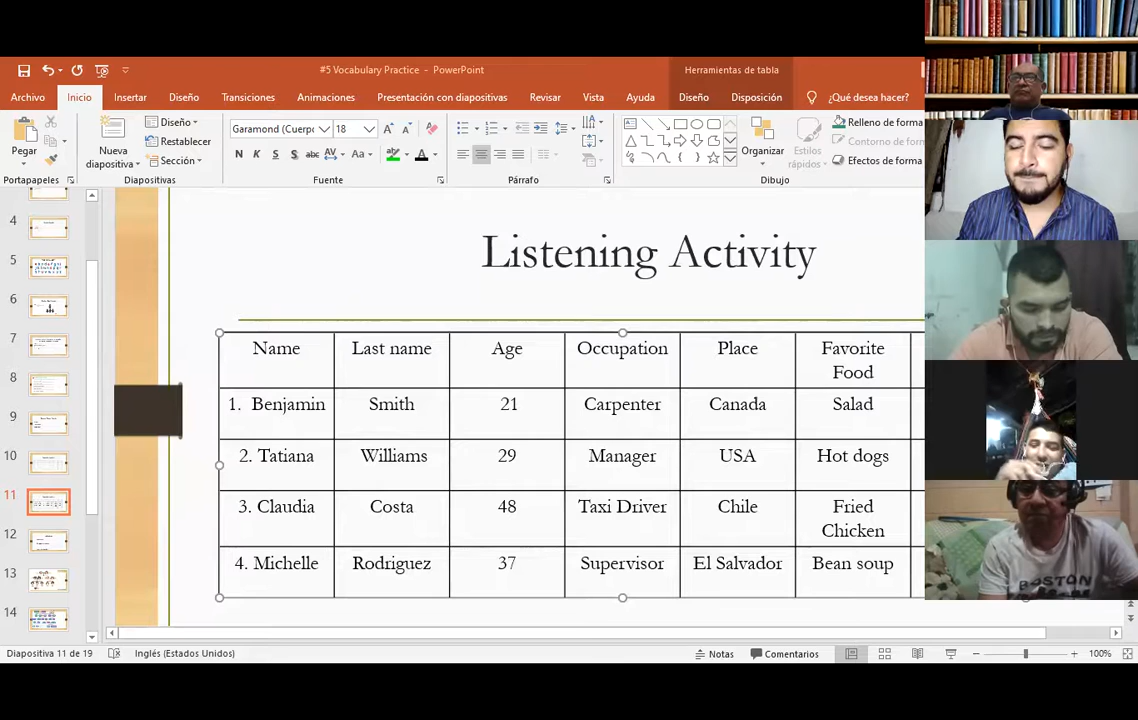 #5 Vocabulary Practice - PowerPoint
Herramientas de tabla
Archivo Inicio Insertar Diseño Transiciones Animaciones Presentación con diapositivas Revisar Vista Ayuda Diseño Disposición ¿Qué desea hacer?
Pegar
Nueva diapositiva
Diseño
Restablecer
Sección
Garamond (Cuerpo 18
N K S S abc AV Aa A
Organizar
Estilos rápidos
Relleno de forma
Contorno de forma
Efectos de forma
Portapapeles Diapositivas Fuente Párrafo Dibujo
4
5
6
7
8
9
10
11
12
13
14
Listening Activity
Name Last name Age Occupation Place Favorite Food
1. Benjamin Smith 21 Carpenter Canada Salad
2. Tatiana Williams 29 Manager USA Hot dogs
3. Claudia Costa 48 Taxi Driver Chile Fried Chicken
4. Michelle Rodriguez 37 Supervisor El Salvador Bean soup
BOSTON
Diapositiva 11 de 19 Inglés (Estados Unidos) Notas Comentarios 100%